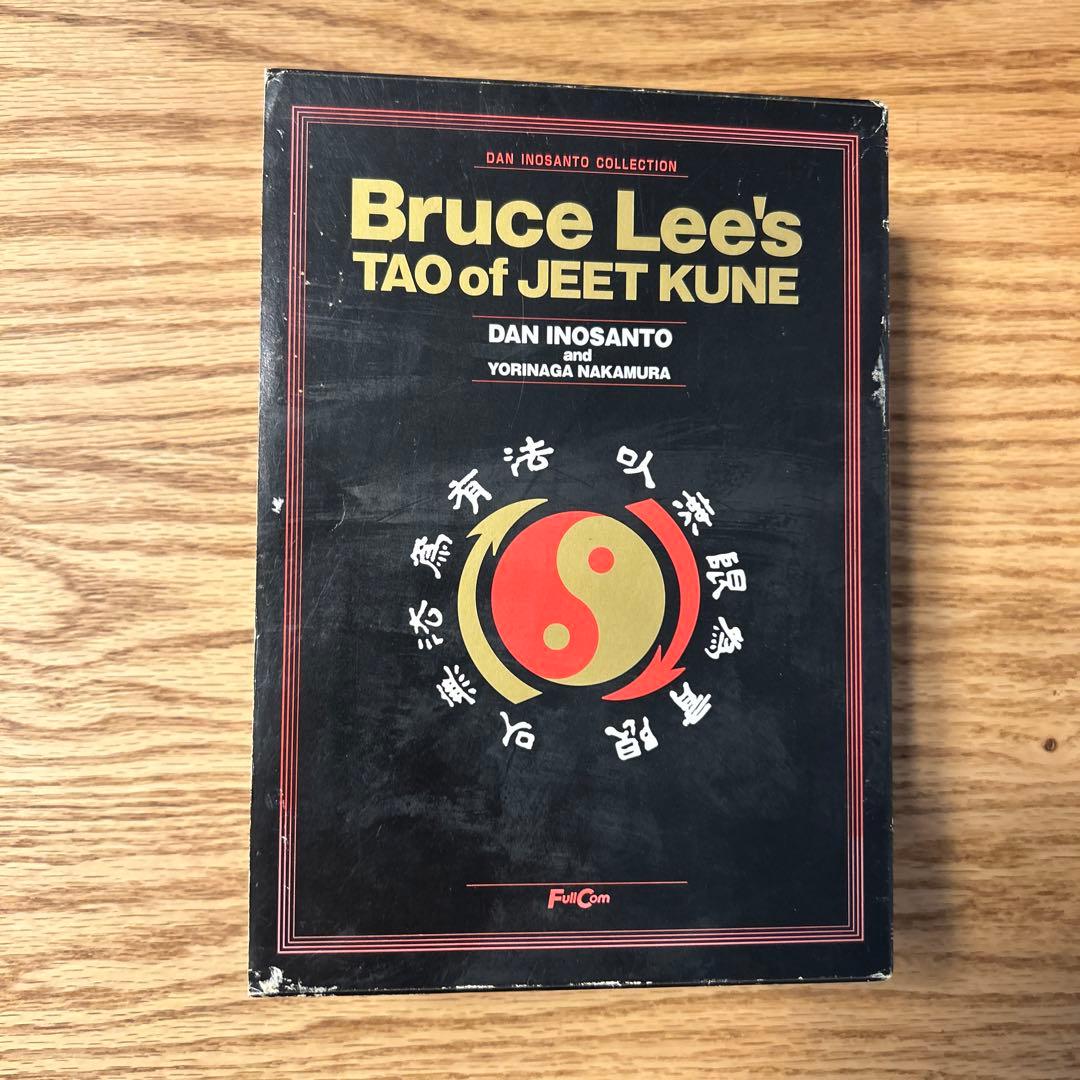 DAN INOSANTO COLLECTION
Bruce Lee's
TAO of JEET KUNE
DAN INOSANTO
and
YORINAGA NAKAMURA
以無法為有法
以無限為有限
FullCom